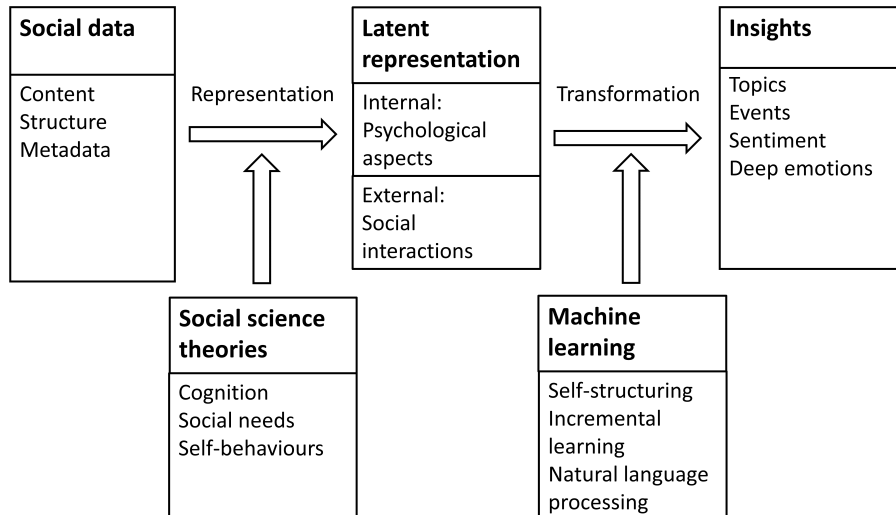 Social data
Content
Structure
Metadata
Representation
Latent
representation
Internal:
Psychological
aspects
External:
Social
interactions
Transformation
Insights
Topics
Events
Sentiment
Deep emotions
Social science
theories
Cognition
Social needs
Self-behaviours
Machine
learning
Self-structuring
Incremental
learning
Natural language
processing